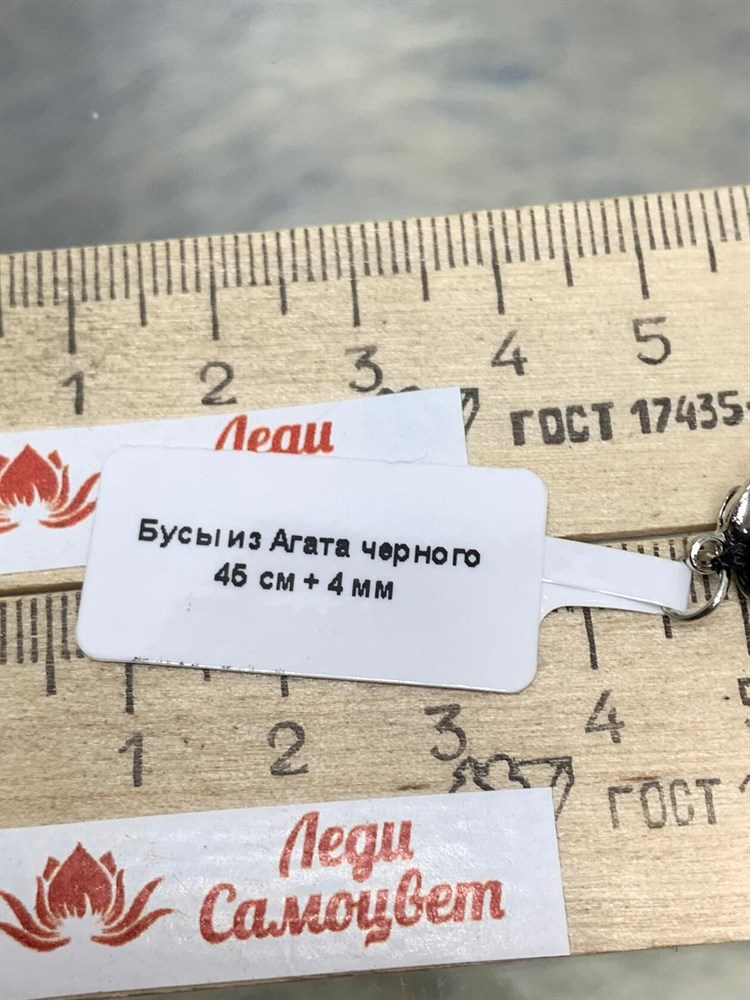 1 2 3 4 5
ГОСТ 17435-
Леди
Бусы из Агата черного
45 см + 4 мм
1 2 3 4
ГОСТ
Леди
Самоцвет